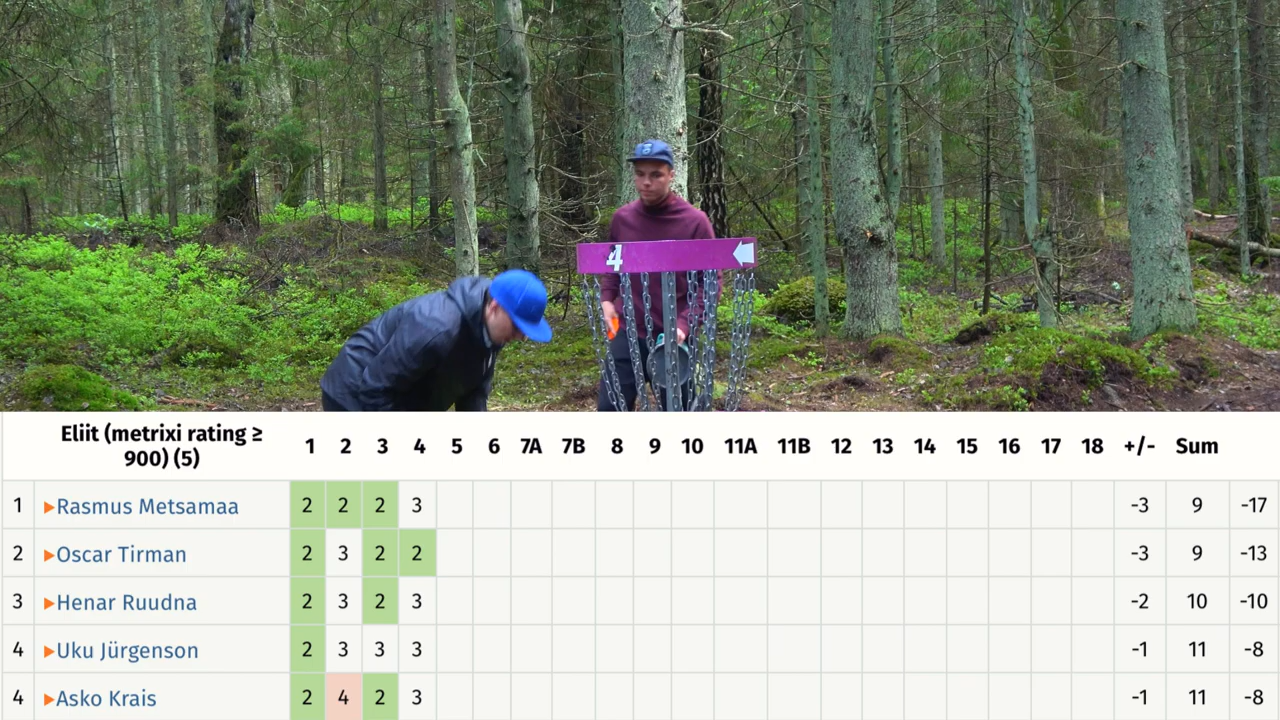 4
Eliit (metrixi rating ≥ 900) (5) 1 2 3 4 5 6 7A 7B 8 9 10 11A 11B 12 13 14 15 16 17 18 +/- Sum
1 Rasmus Metsamaa 2 2 2 3 -3 9 -17
2 Oscar Tirman 2 3 2 2 -3 9 -13
3 Henar Ruudna 2 3 2 3 -2 10 -10
4 Uku Jürgenson 2 3 3 3 -1 11 -8
4 Asko Krais 2 4 2 3 -1 11 -8